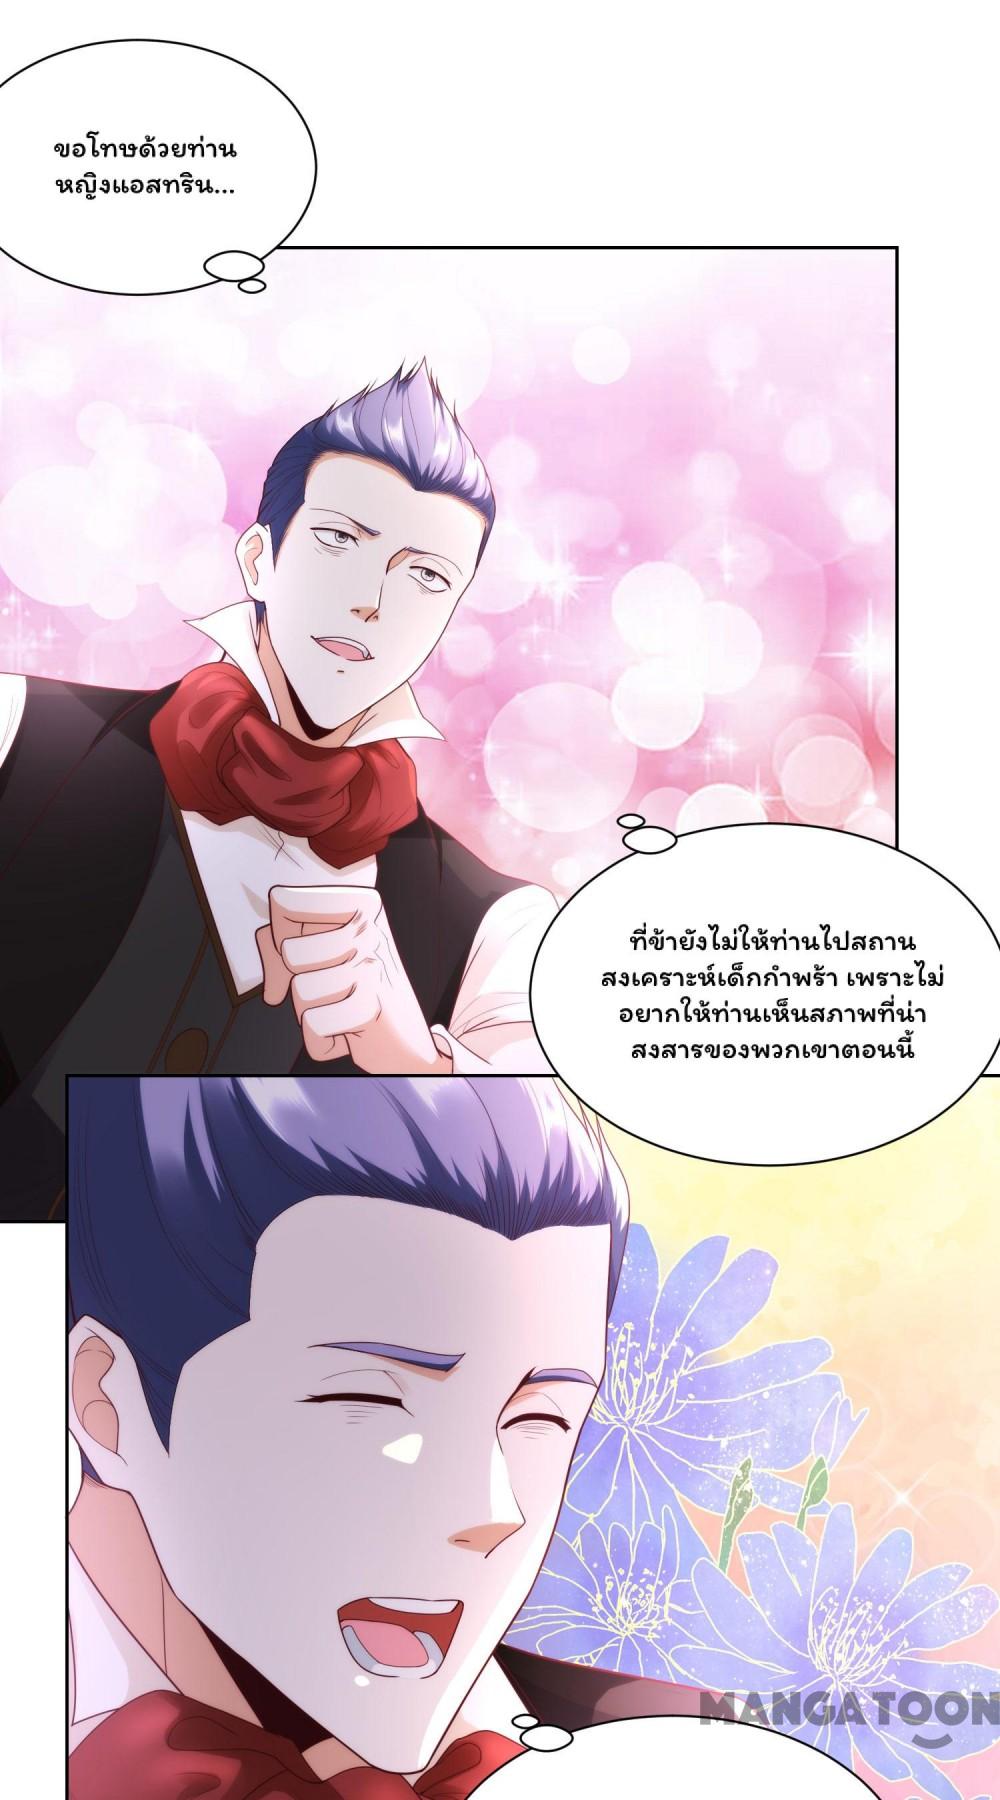 ขอโทษด้วยท่าน
หญิงแอสทริน...
ที่ข้ายังไม่ให้ท่านไปสถาน
สงเคราะห์เด็กกำพร้า เพราะไม่
อยากให้ท่านเห็นสภาพที่น่า
สงสารของพวกเขาตอนนี้
MANGATOON